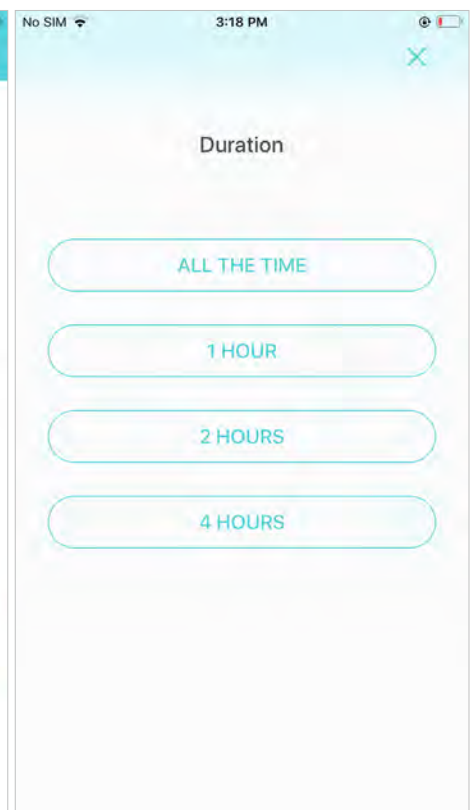 No SIM 3:18 PM
Duration
ALL THE TIME
1 HOUR
2 HOURS
4 HOURS